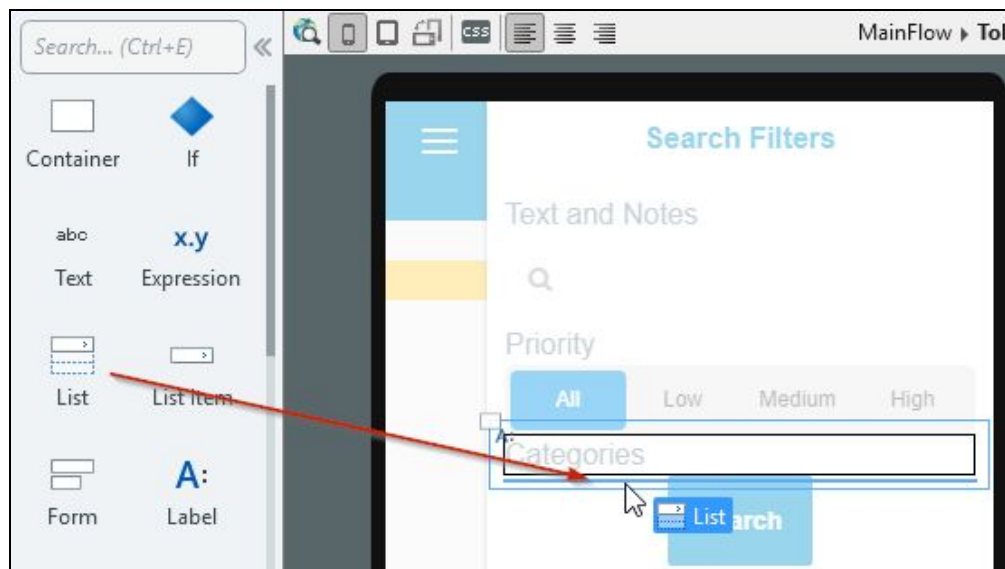 Search... (Ctrl+E)
css
MainFlow
Container
If
abc
x.y
Text
Expression
List
List Item
A:
Form
Label
Search Filters
Text and Notes
Priority
All
Low
Medium
High
A:
Categories
List